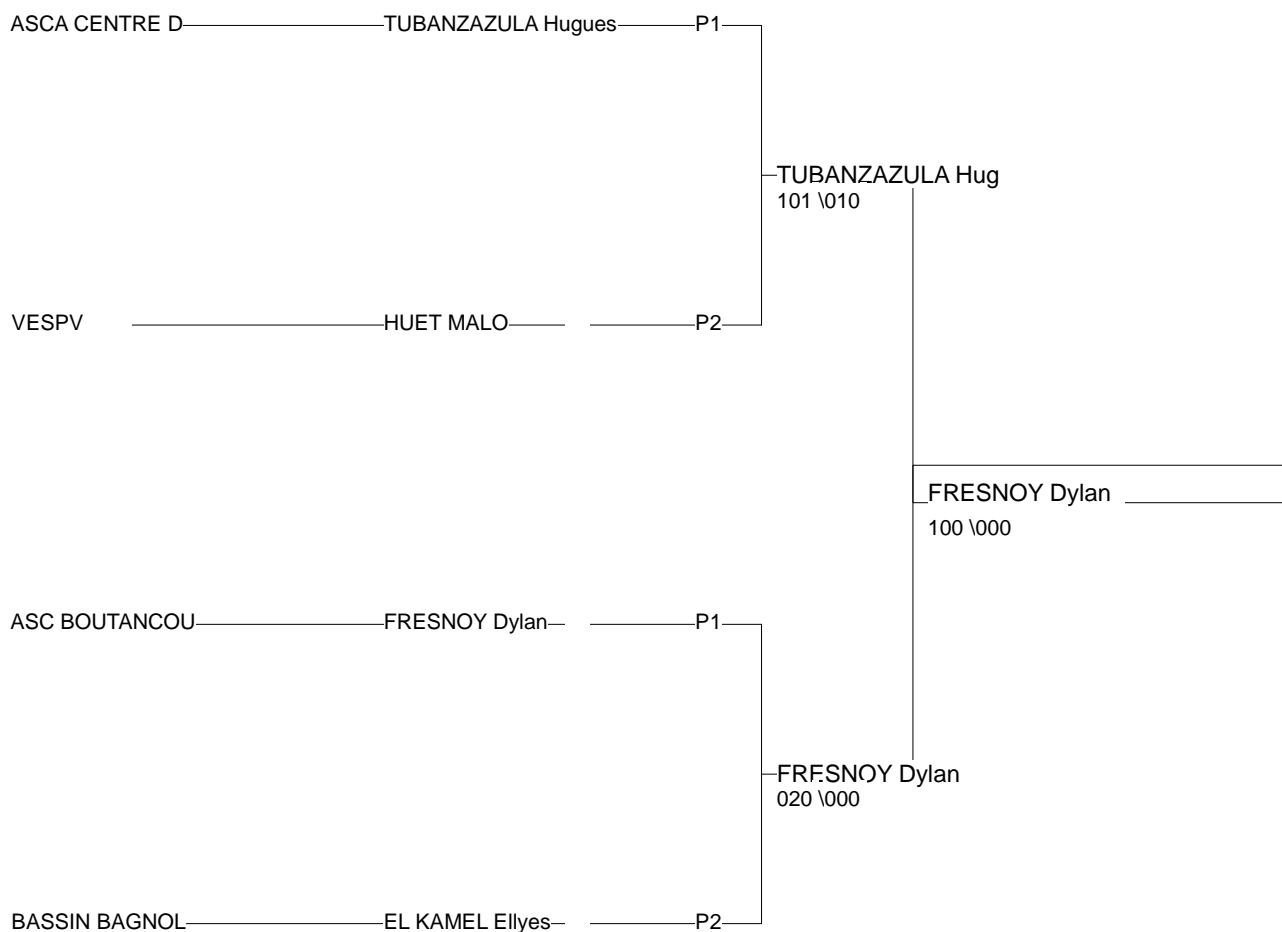 ASCA CENTRE D TUBANZAZULA Hugues P1
TUBANZAZULA Hug
101 \010
VESPV HUET MALO P2
FRESNOY Dylan
100 \000
ASC BOUTANCOU FRESNOY Dylan P1
FRESNOY Dylan
020 \000
BASSIN BAGNOL EL KAMEL Ellyes P2